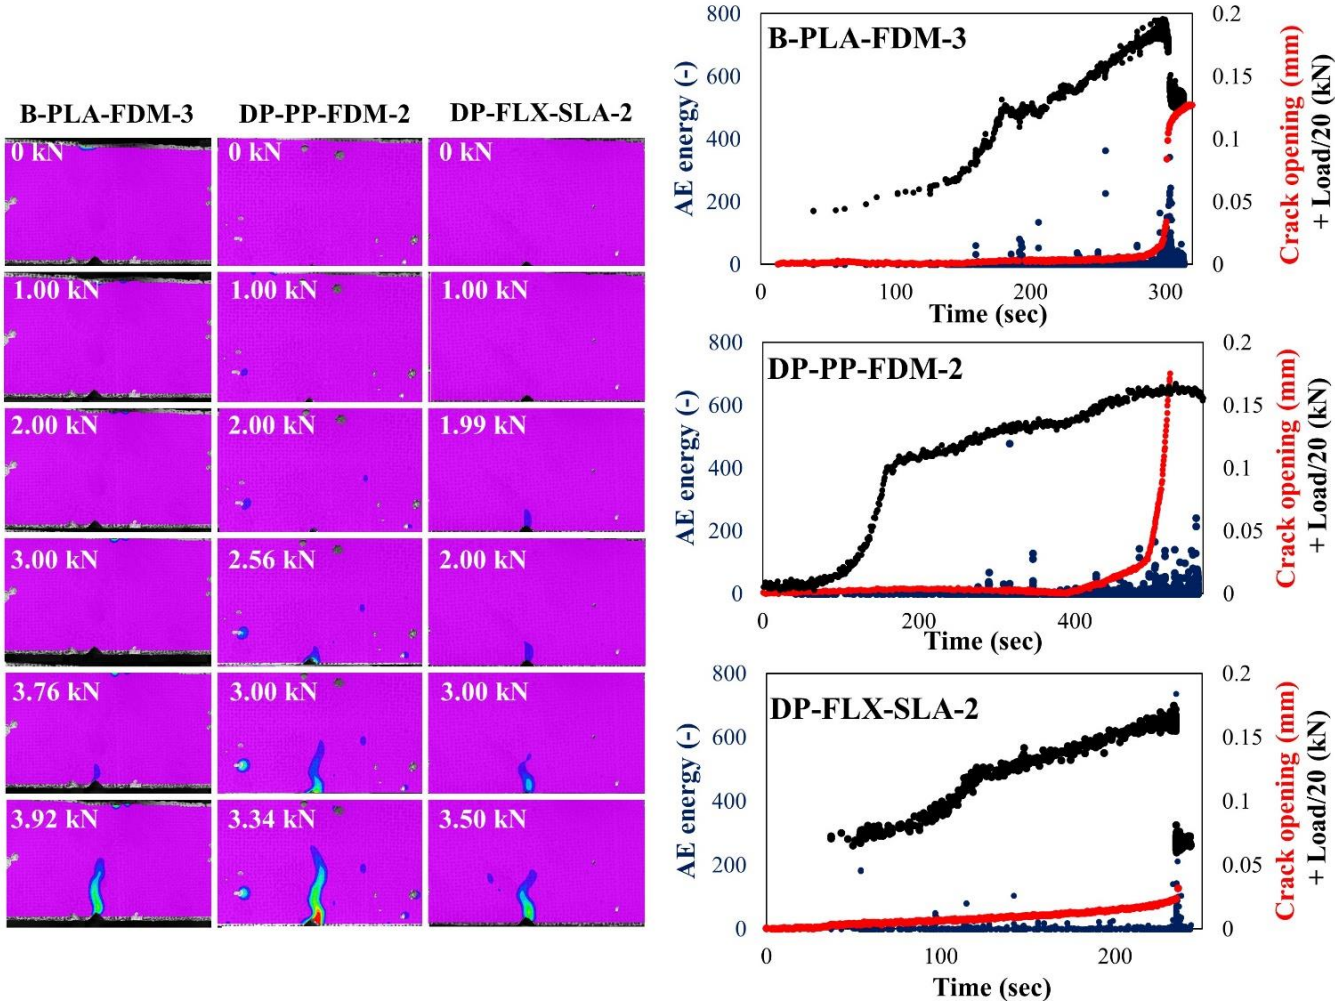 B-PLA-FDM-3 DP-PP-FDM-2 DP-FLX-SLA-2
0 kN 0 kN 0 kN
1.00 kN 1.00 kN 1.00 kN
2.00 kN 2.00 kN 1.99 kN
3.00 kN 2.56 kN 2.00 kN
3.76 kN 3.00 kN 3.00 kN
3.92 kN 3.34 kN 3.50 kN
B-PLA-FDM-3
AE energy (-)
800
600
400
200
0
0 100 200 300
Time (sec)
0.2
0.15
0.1
0.05
0
Crack opening (mm)
+ Load/20 (kN)
DP-PP-FDM-2
AE energy (-)
800
600
400
200
0
0 200 400
Time (sec)
0.2
0.15
0.1
0.05
0
Crack opening (mm)
+ Load/20 (kN)
DP-FLX-SLA-2
AE energy (-)
800
600
400
200
0
0 100 200
Time (sec)
0.2
0.15
0.1
0.05
0
Crack opening (mm)
+ Load/20 (kN)